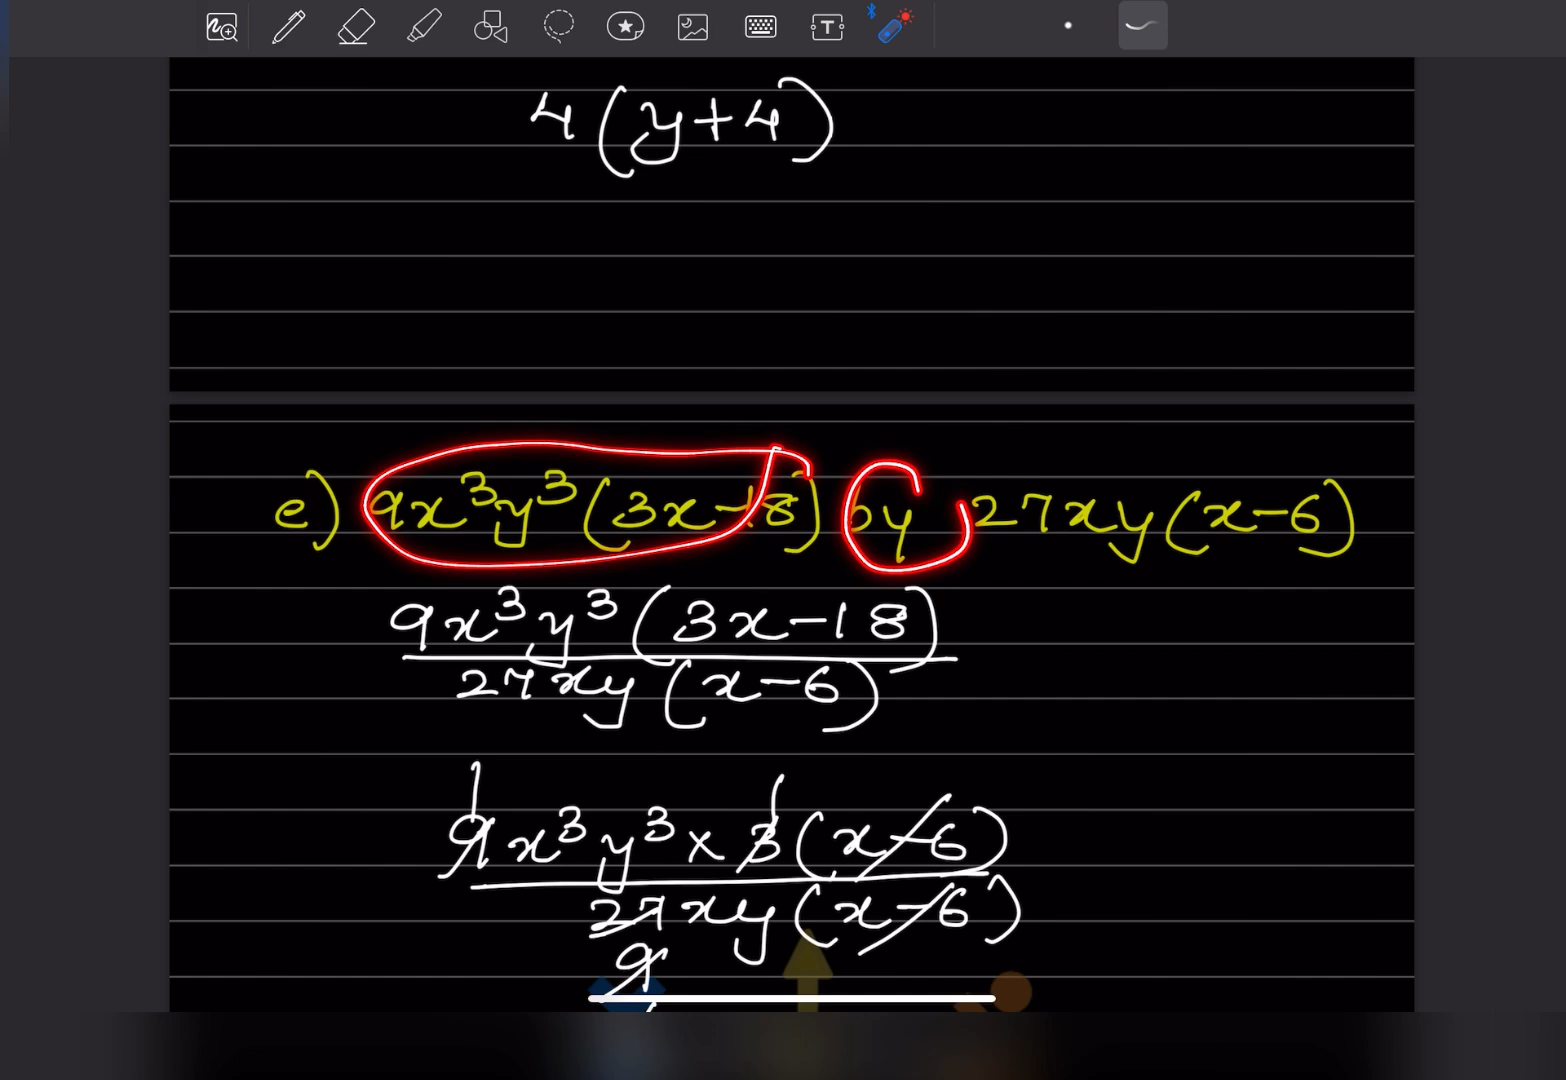 4(y+4)
e) 9x³y³(3x-18) by 27xy(x-6)
9x³y³(3x-18)
27xy(x-6)
9x³y³×3(x-6)
27xy(x-6)
9